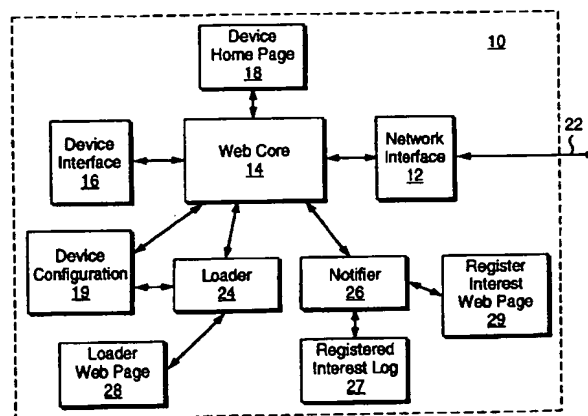 Device
Home Page
18
10
22
Device
Interface
16
Web Core
14
Network
Interface
12
Device
Configuration
19
Loader
24
Notifier
26
Register
Interest
Web Page
29
Loader
Web Page
28
Registered
Interest Log
27